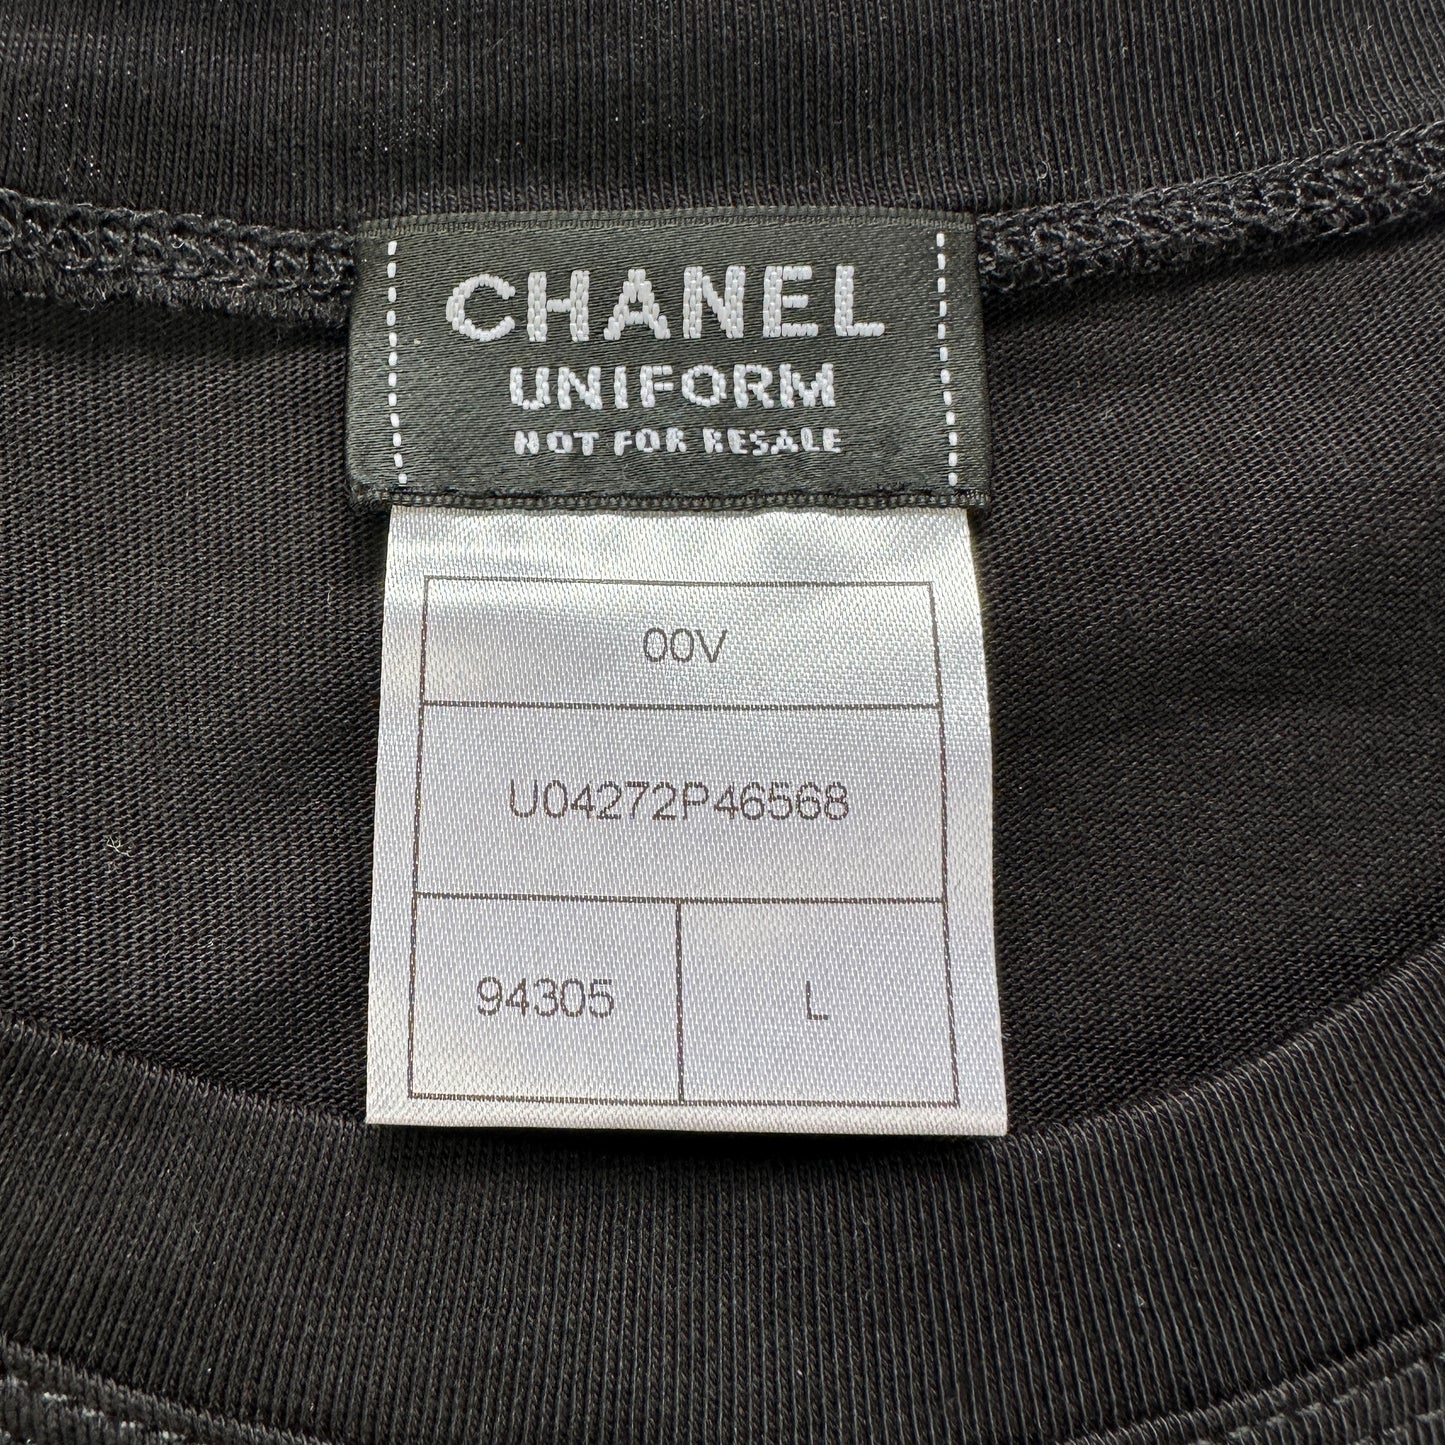 CHANEL
UNIFORM
NOT FOR RESALE
00V
U04272P46568
94305 L